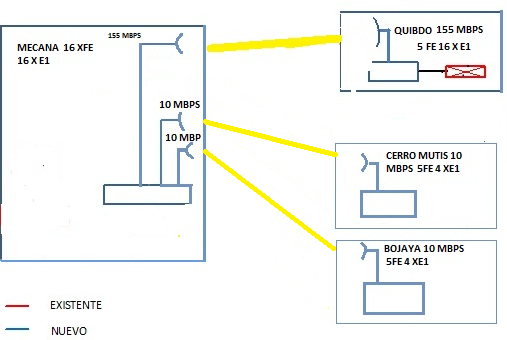 155 MBPS
MECANA 16 XFE
16 X E1
10 MBPS
10 MBP
QUIBDO 155 MBPS
5 FE 16 X E1
CERRO MUTIS 10
MBPS 5FE 4 XE1
BOJAYA 10 MBPS
5FE 4 XE1
EXISTENTE
NUEVO